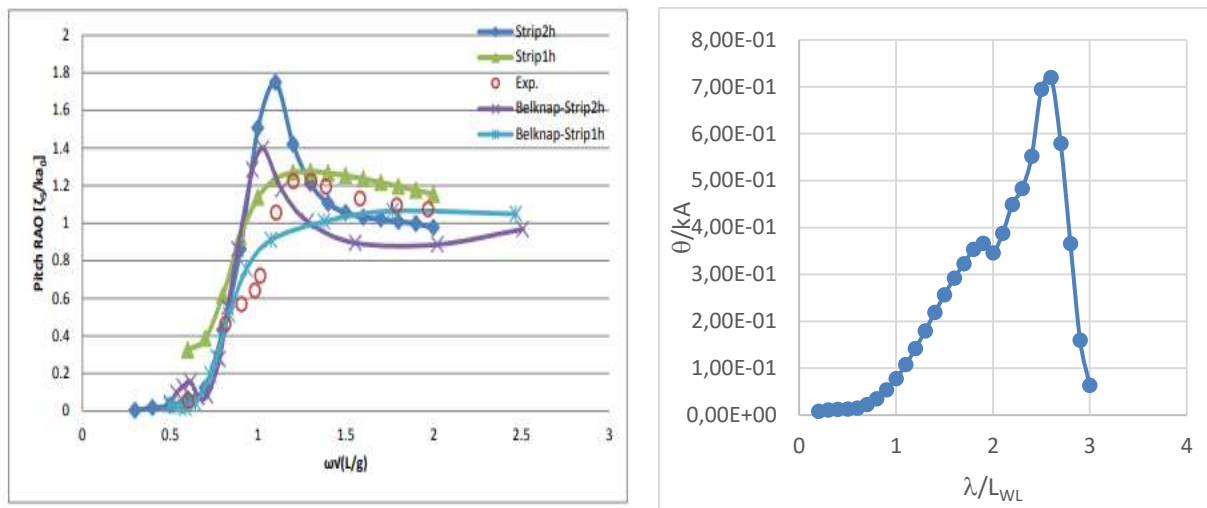 2
1.8
1.6
1.4
1.2
1
0.8
0.6
0.4
0.2
0
0 0.5 1 1.5 2 2.5 3
Pitch RAO [ζ₅/ka₀]
ω√(L/g)
Strip2h
Strip1h
Exp.
Belknap-Strip2h
Belknap-Strip1h
8,00E-01
7,00E-01
6,00E-01
5,00E-01
4,00E-01
3,00E-01
2,00E-01
1,00E-01
0,00E+00
0 1 2 3 4
θ/kA
λ/L_WL